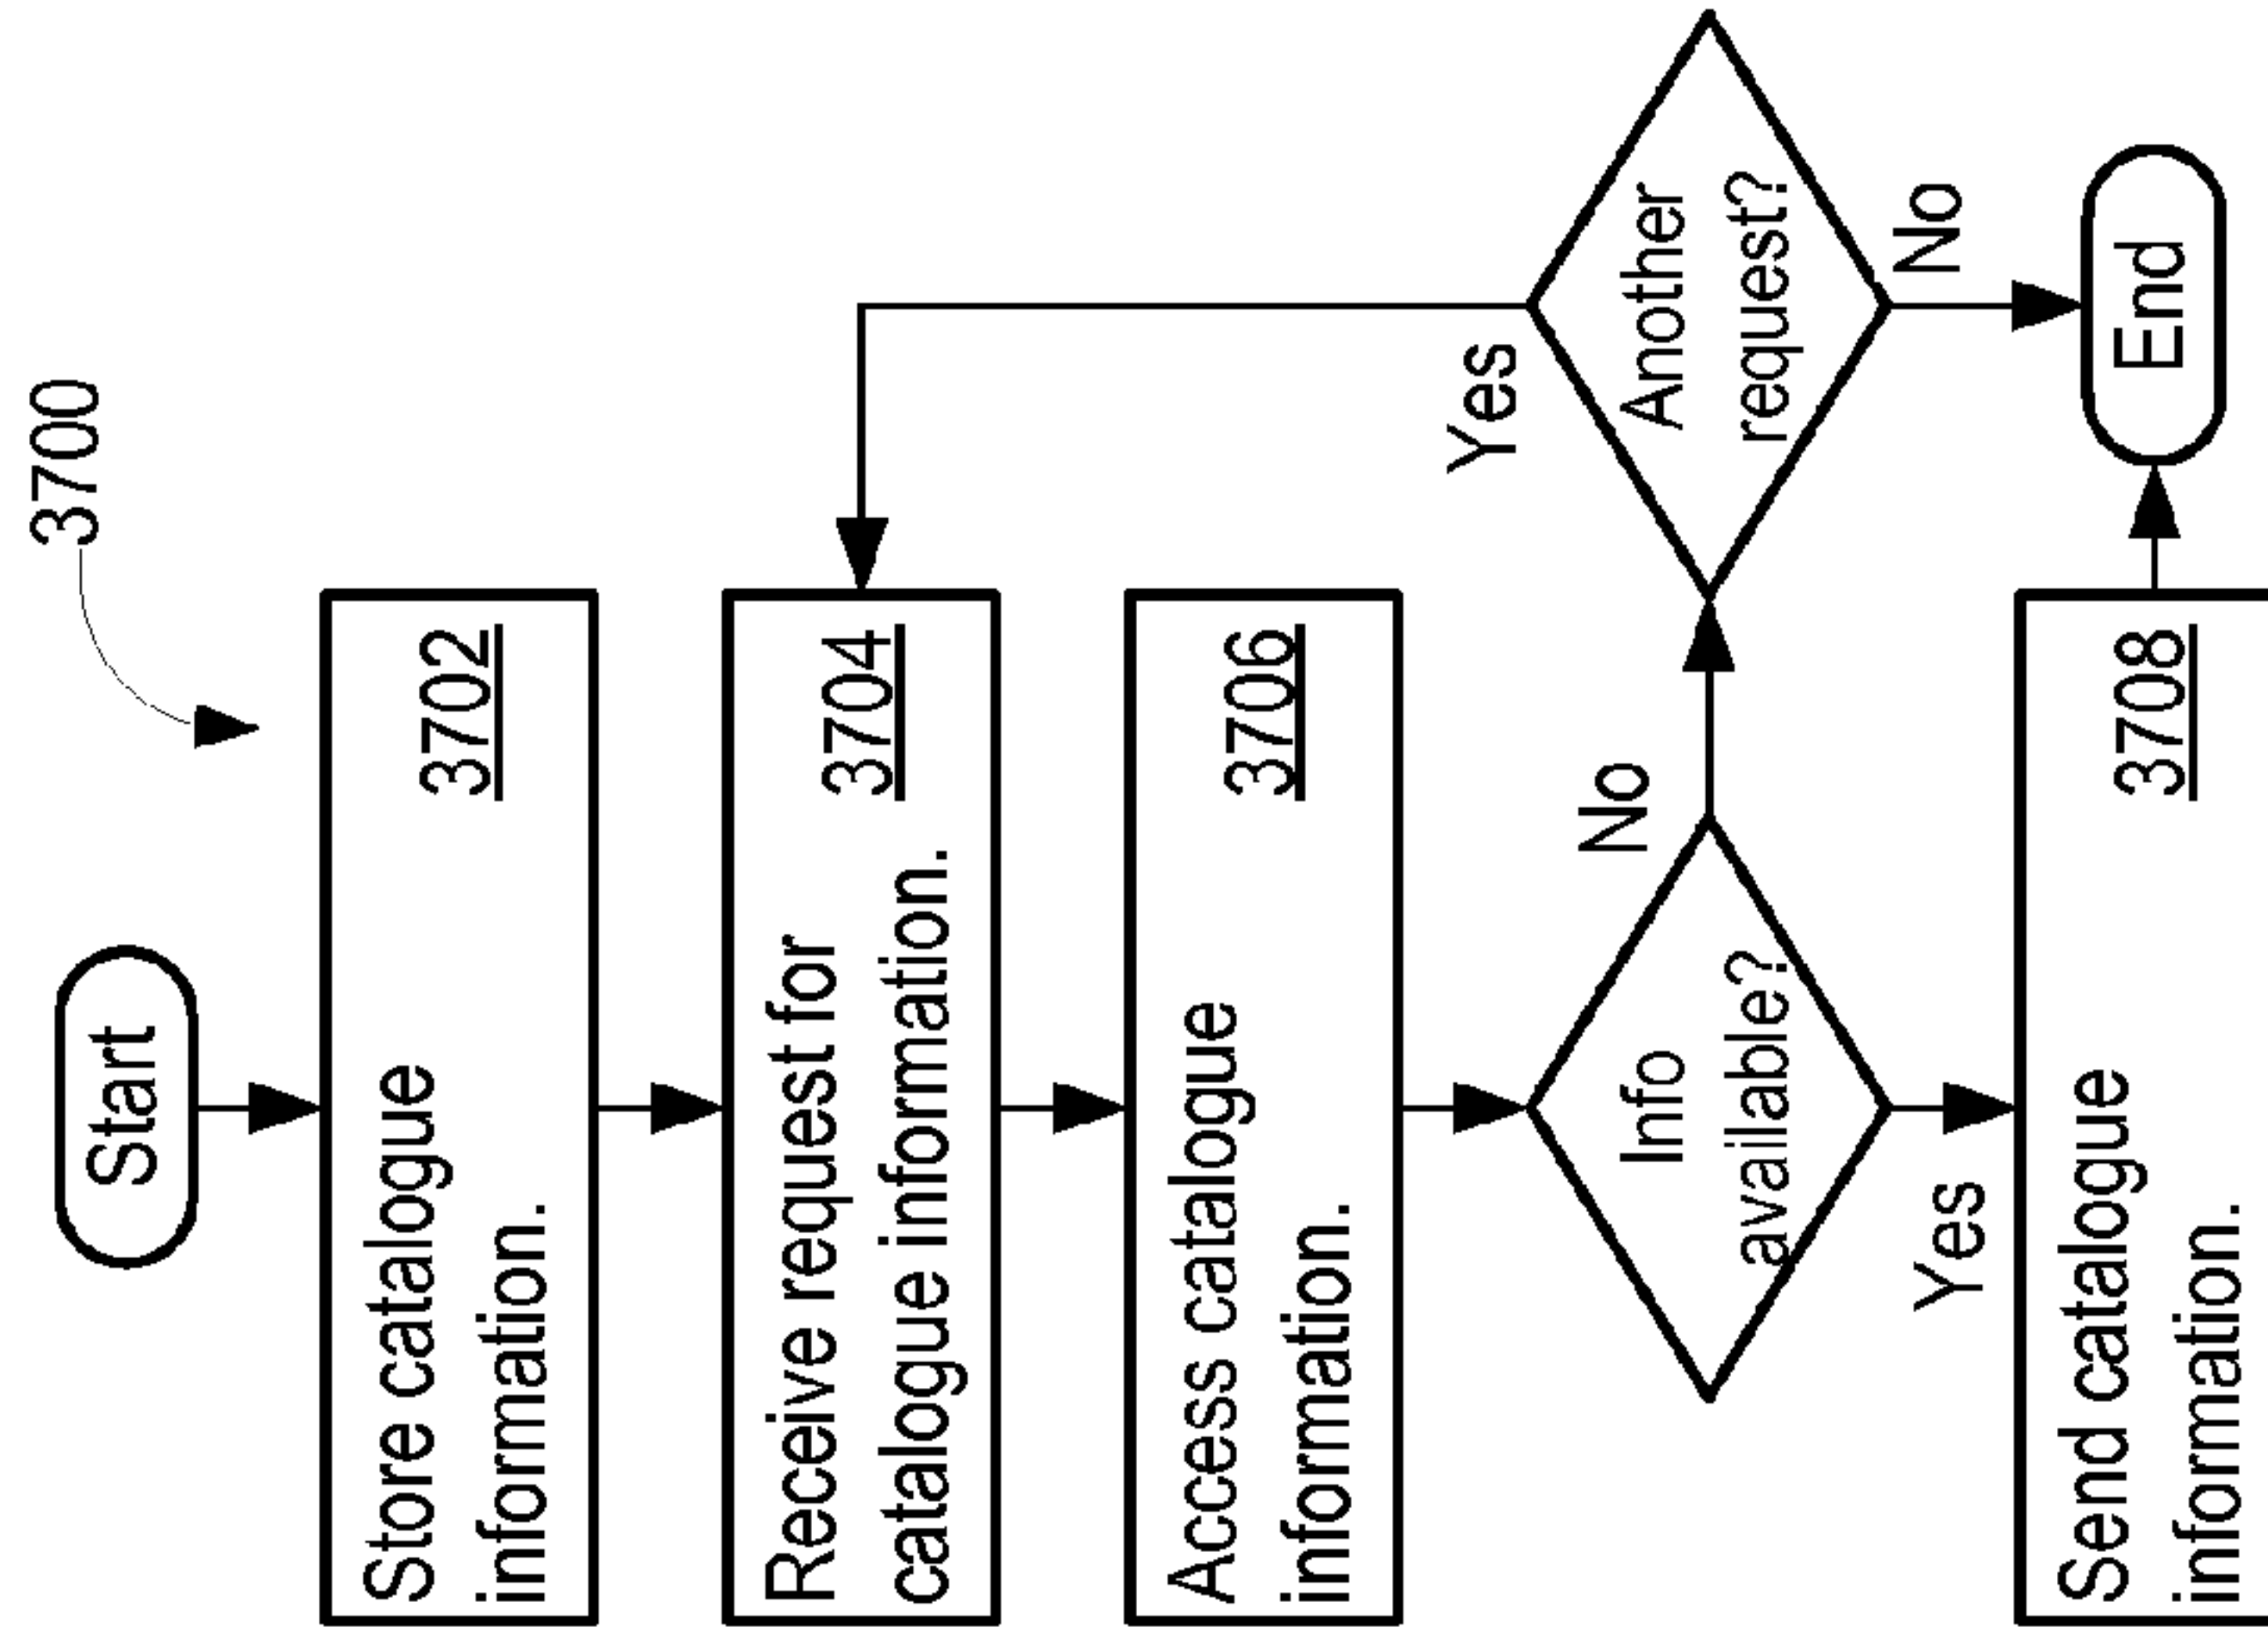 3700
Start
Store catalogue
information.
3702
Receive request for
catalogue information.
3704
Access catalogue
information.
3706
Info
available?
No
Yes
Another
request?
Yes
No
Send catalogue
information.
3708
End